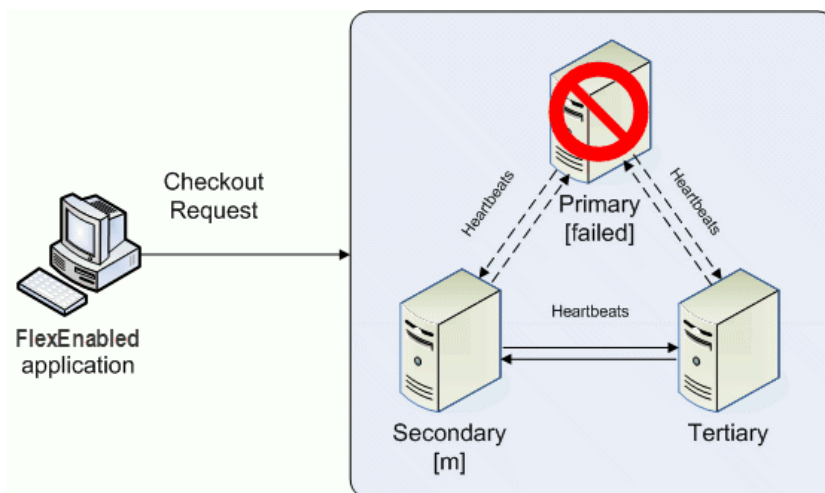 Checkout
Request
FlexEnabled
application
Primary
[failed]
Heartbeats
Heartbeats
Heartbeats
Secondary
[m]
Tertiary